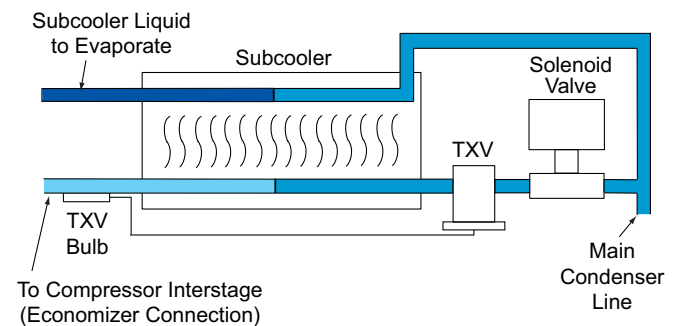 Subcooler Liquid
to Evaporate
Subcooler
Solenoid
Valve
TXV
TXV
Bulb
Main
Condenser
Line
To Compressor Interstage
(Economizer Connection)